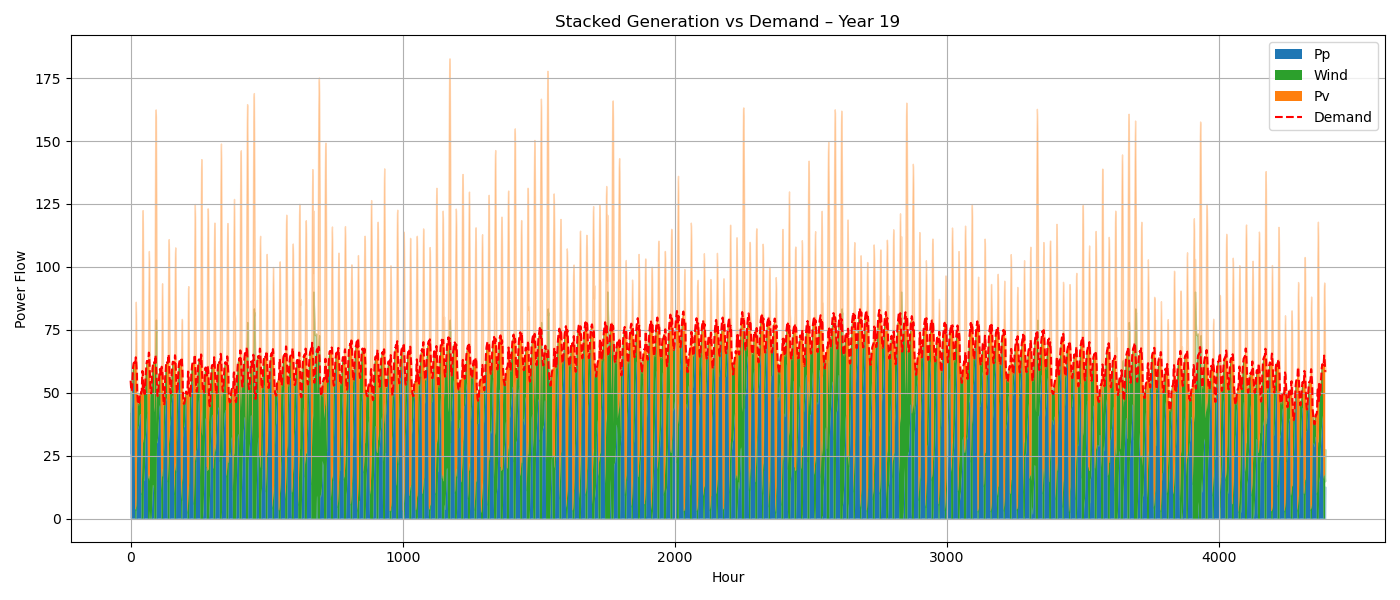 Stacked Generation vs Demand – Year 19
Pp
Wind
Pv
Demand
175
150
125
100
75
50
25
0
Power Flow
0 1000 2000 3000 4000
Hour